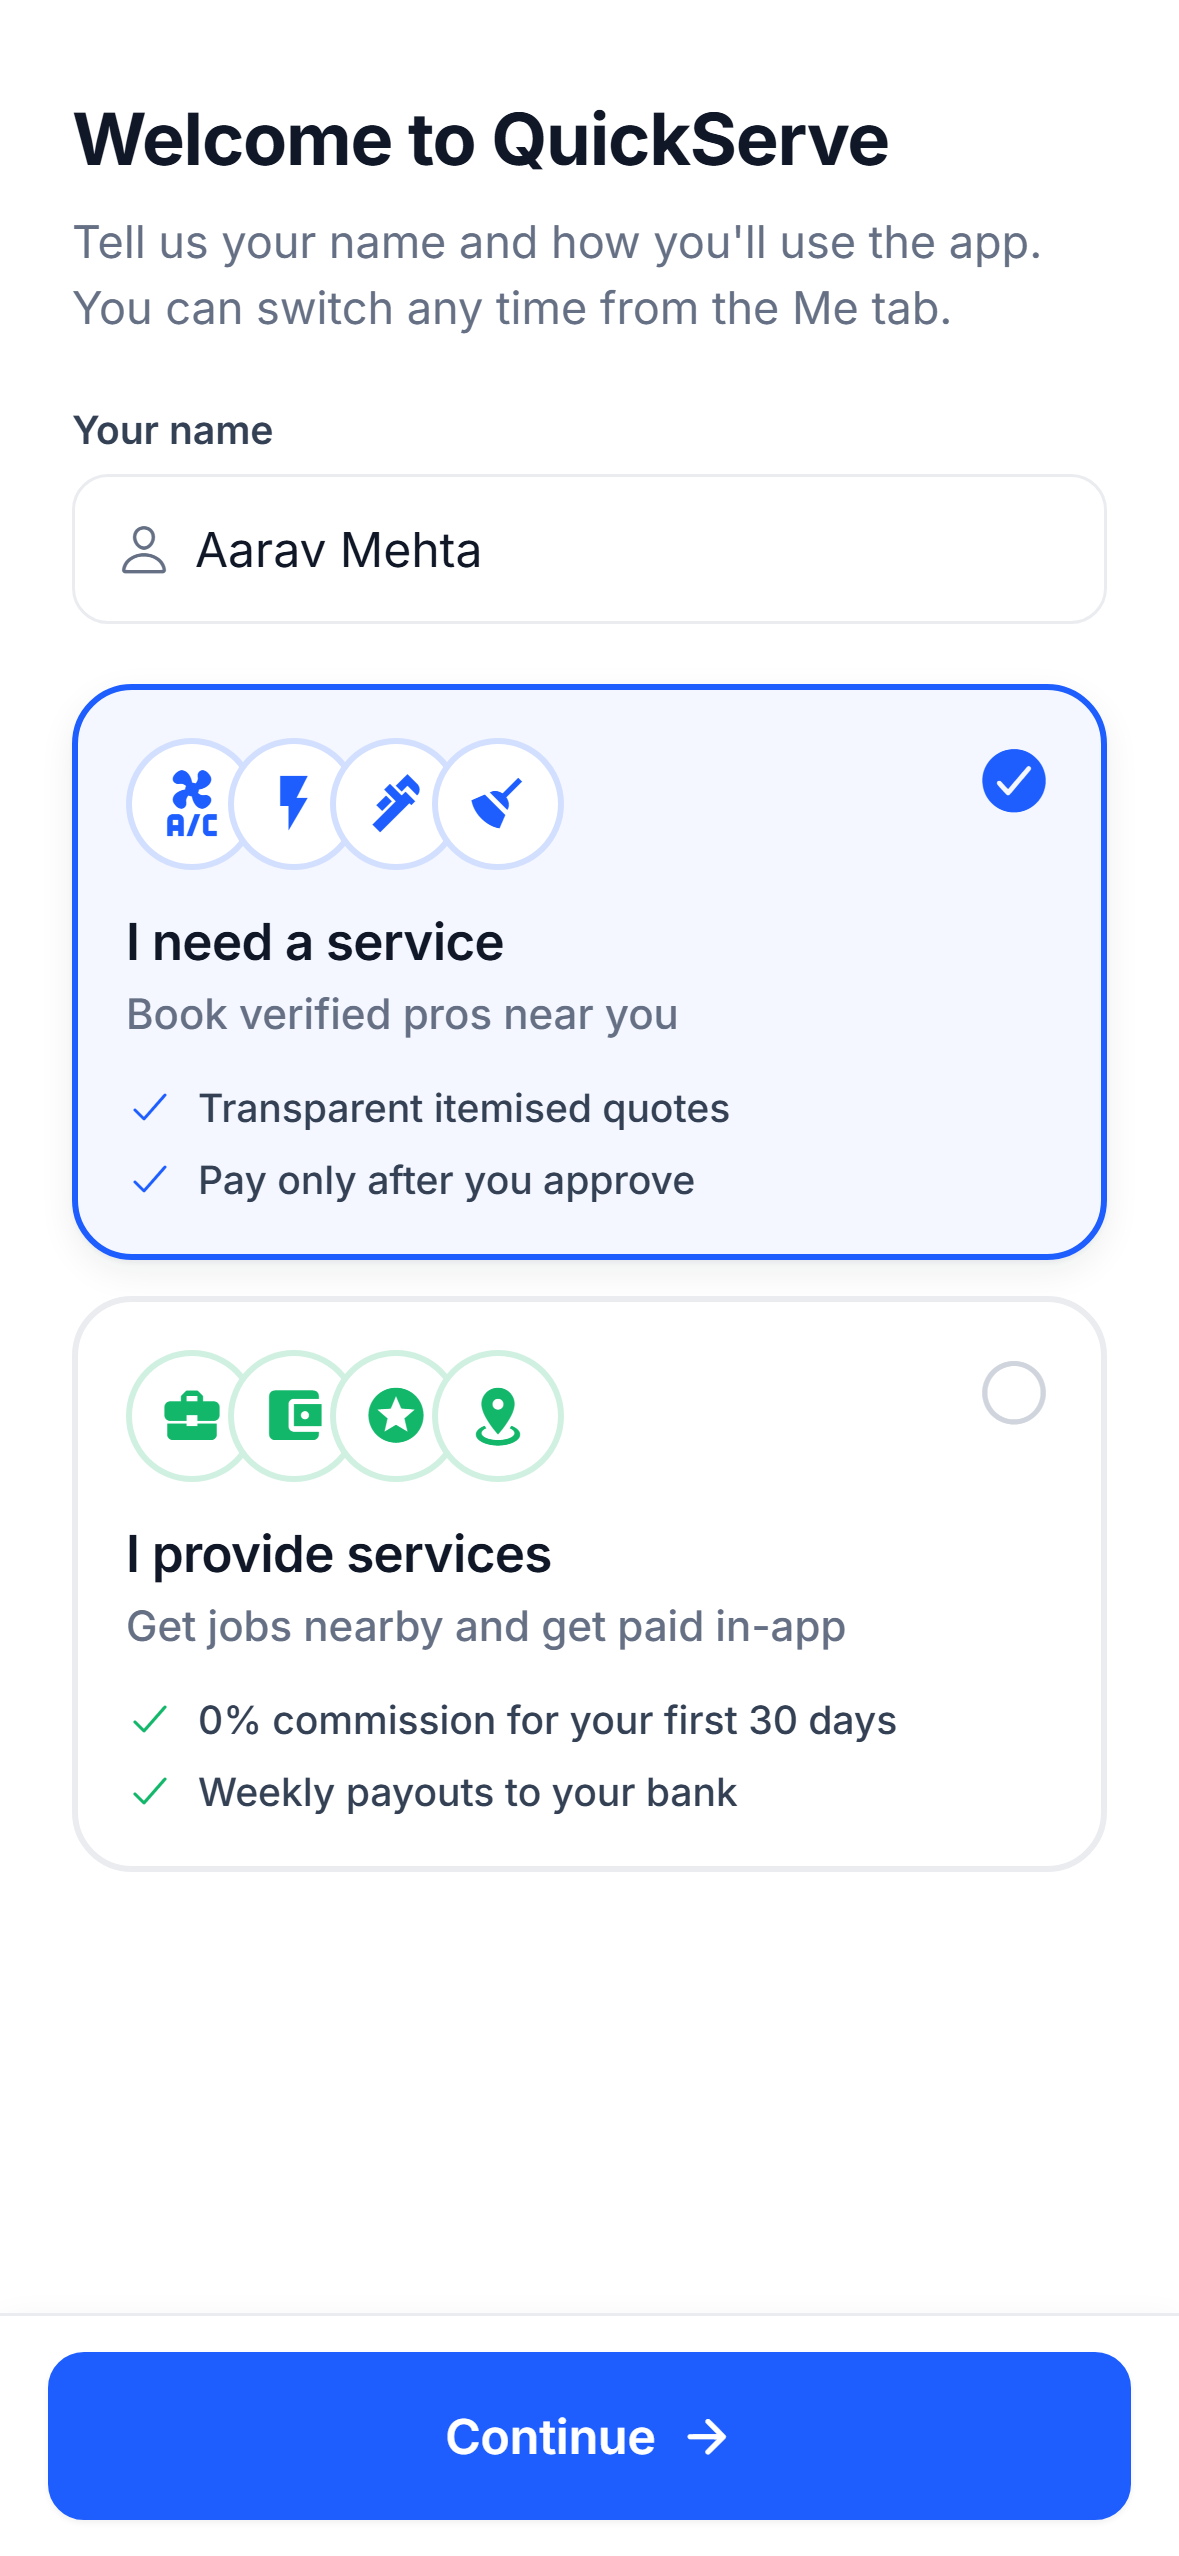 Welcome to QuickServe
Tell us your name and how you'll use the app.
You can switch any time from the Me tab.
Your name
Aarav Mehta
A/C
I need a service
Book verified pros near you
Transparent itemised quotes
Pay only after you approve
I provide services
Get jobs nearby and get paid in-app
0% commission for your first 30 days
Weekly payouts to your bank
Continue